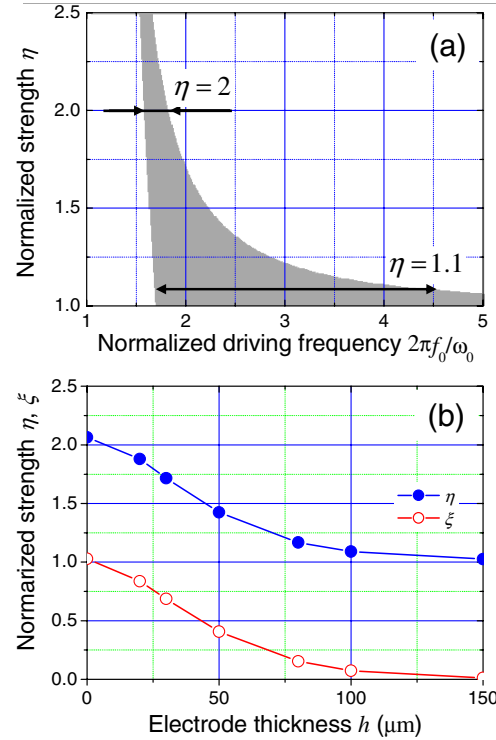 2.5
(a)
η = 2
2.0
Normalized strength η
1.5
η = 1.1
1.0
1 2 3 4 5
Normalized driving frequency 2πf₀/ω₀
2.5
(b)
2.0
Normarized strength η, ξ
1.5
η
ξ
1.0
0.5
0.0
0 50 100 150
Electrode thickness h (μm)